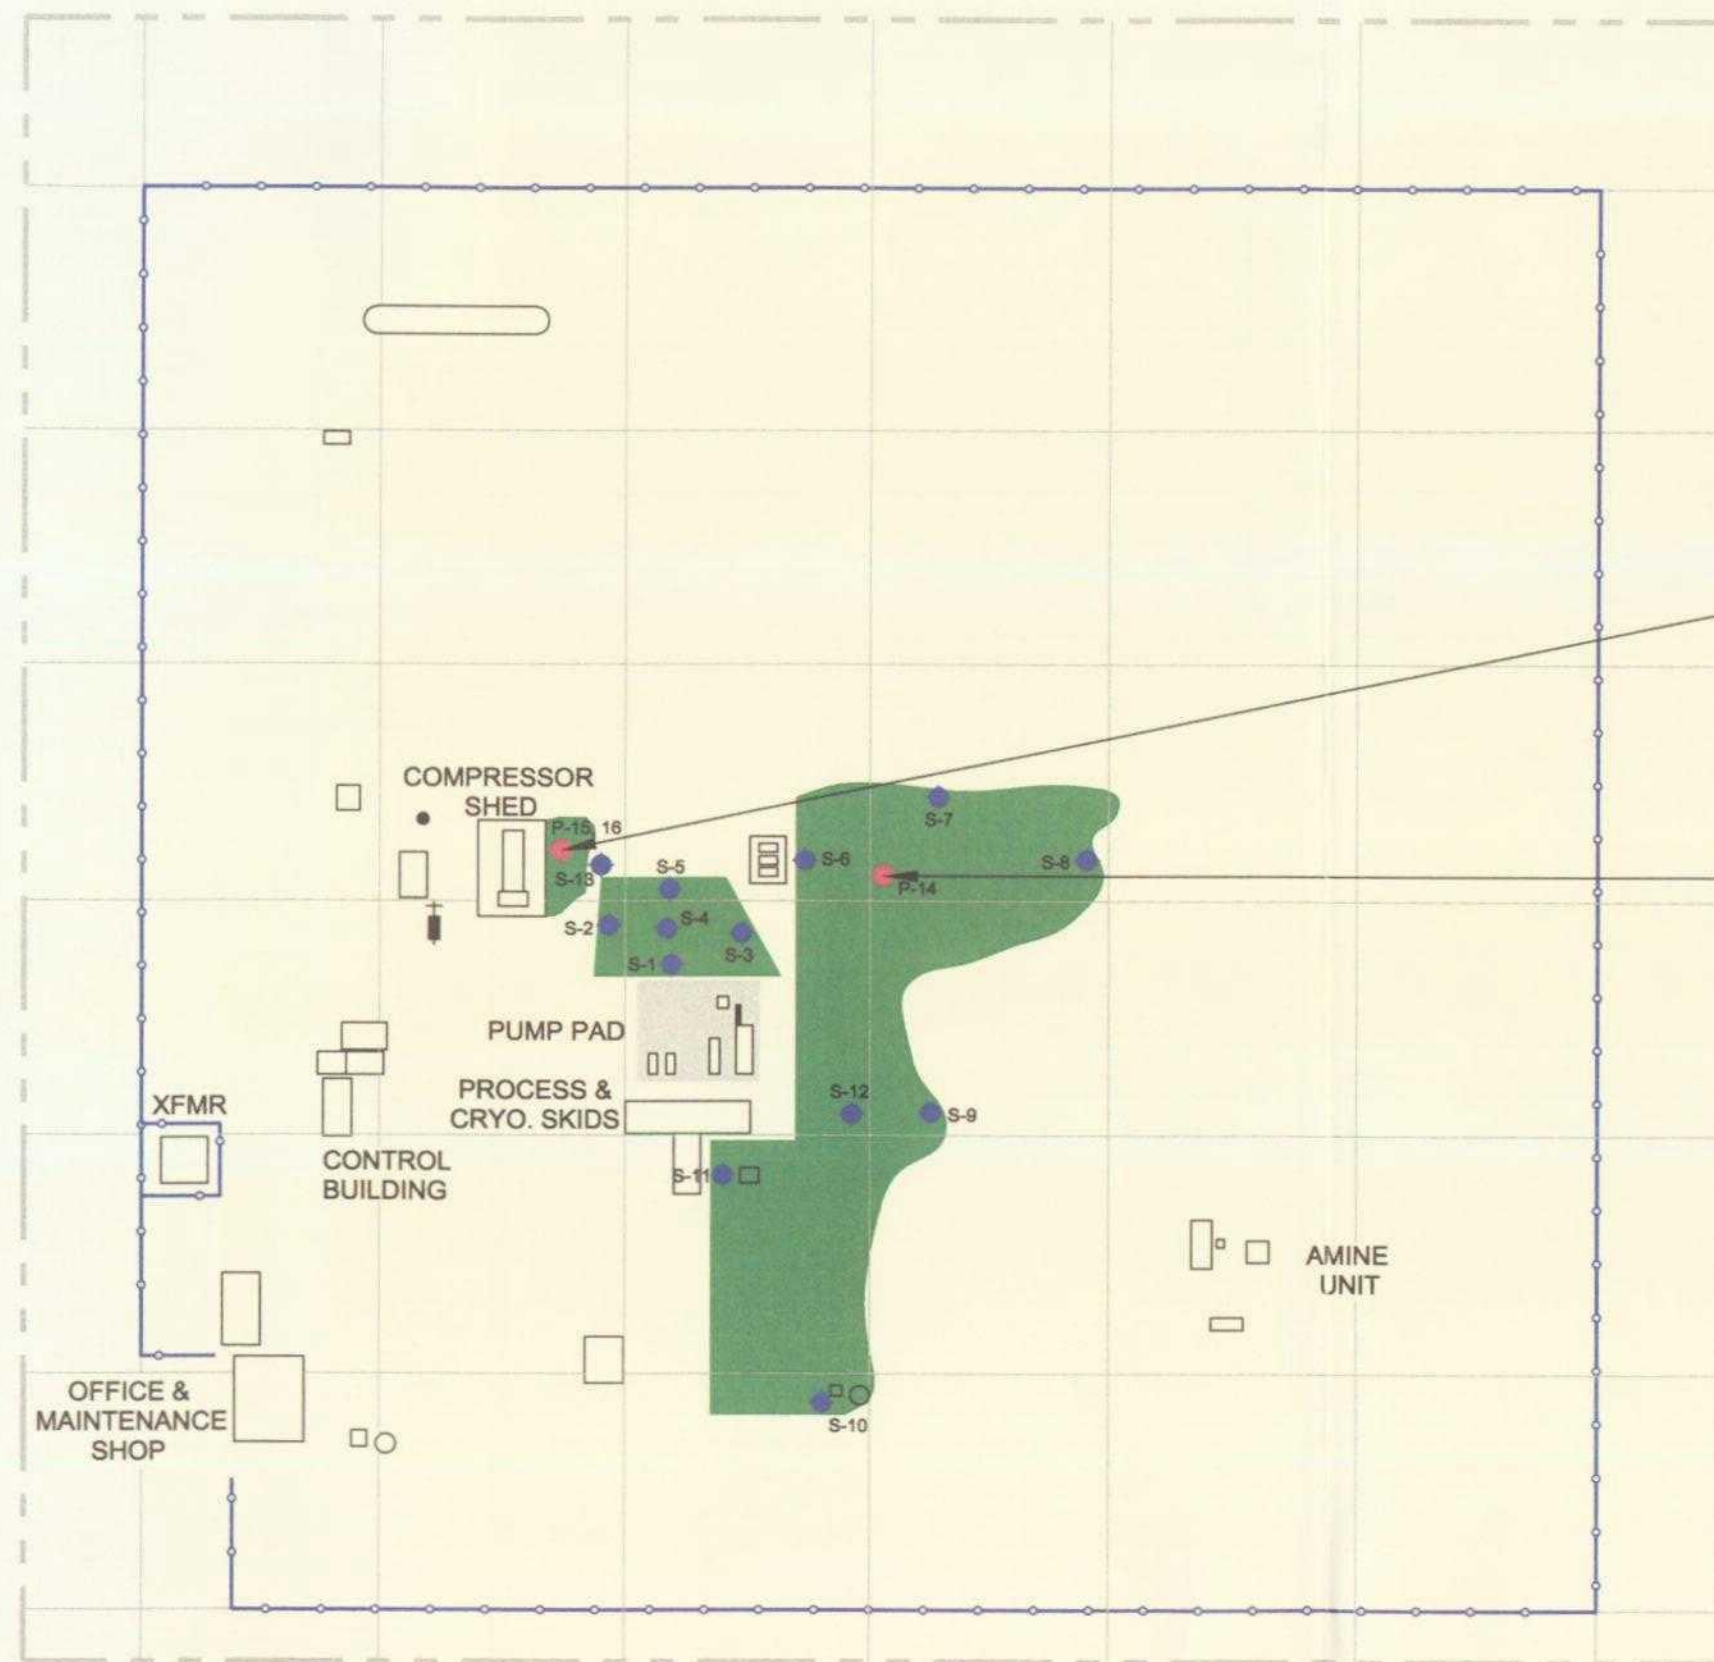 COMPRESSOR
SHED
P-15, 16
S-7
S-13
S-5
S-6
S-8
P-14
S-2
S-4
S-3
S-1
PUMP PAD
PROCESS &
CRYO. SKIDS
S-12
S-9
XFMR
CONTROL
BUILDING
S-11
AMINE
UNIT
OFFICE &
MAINTENANCE
SHOP
S-10